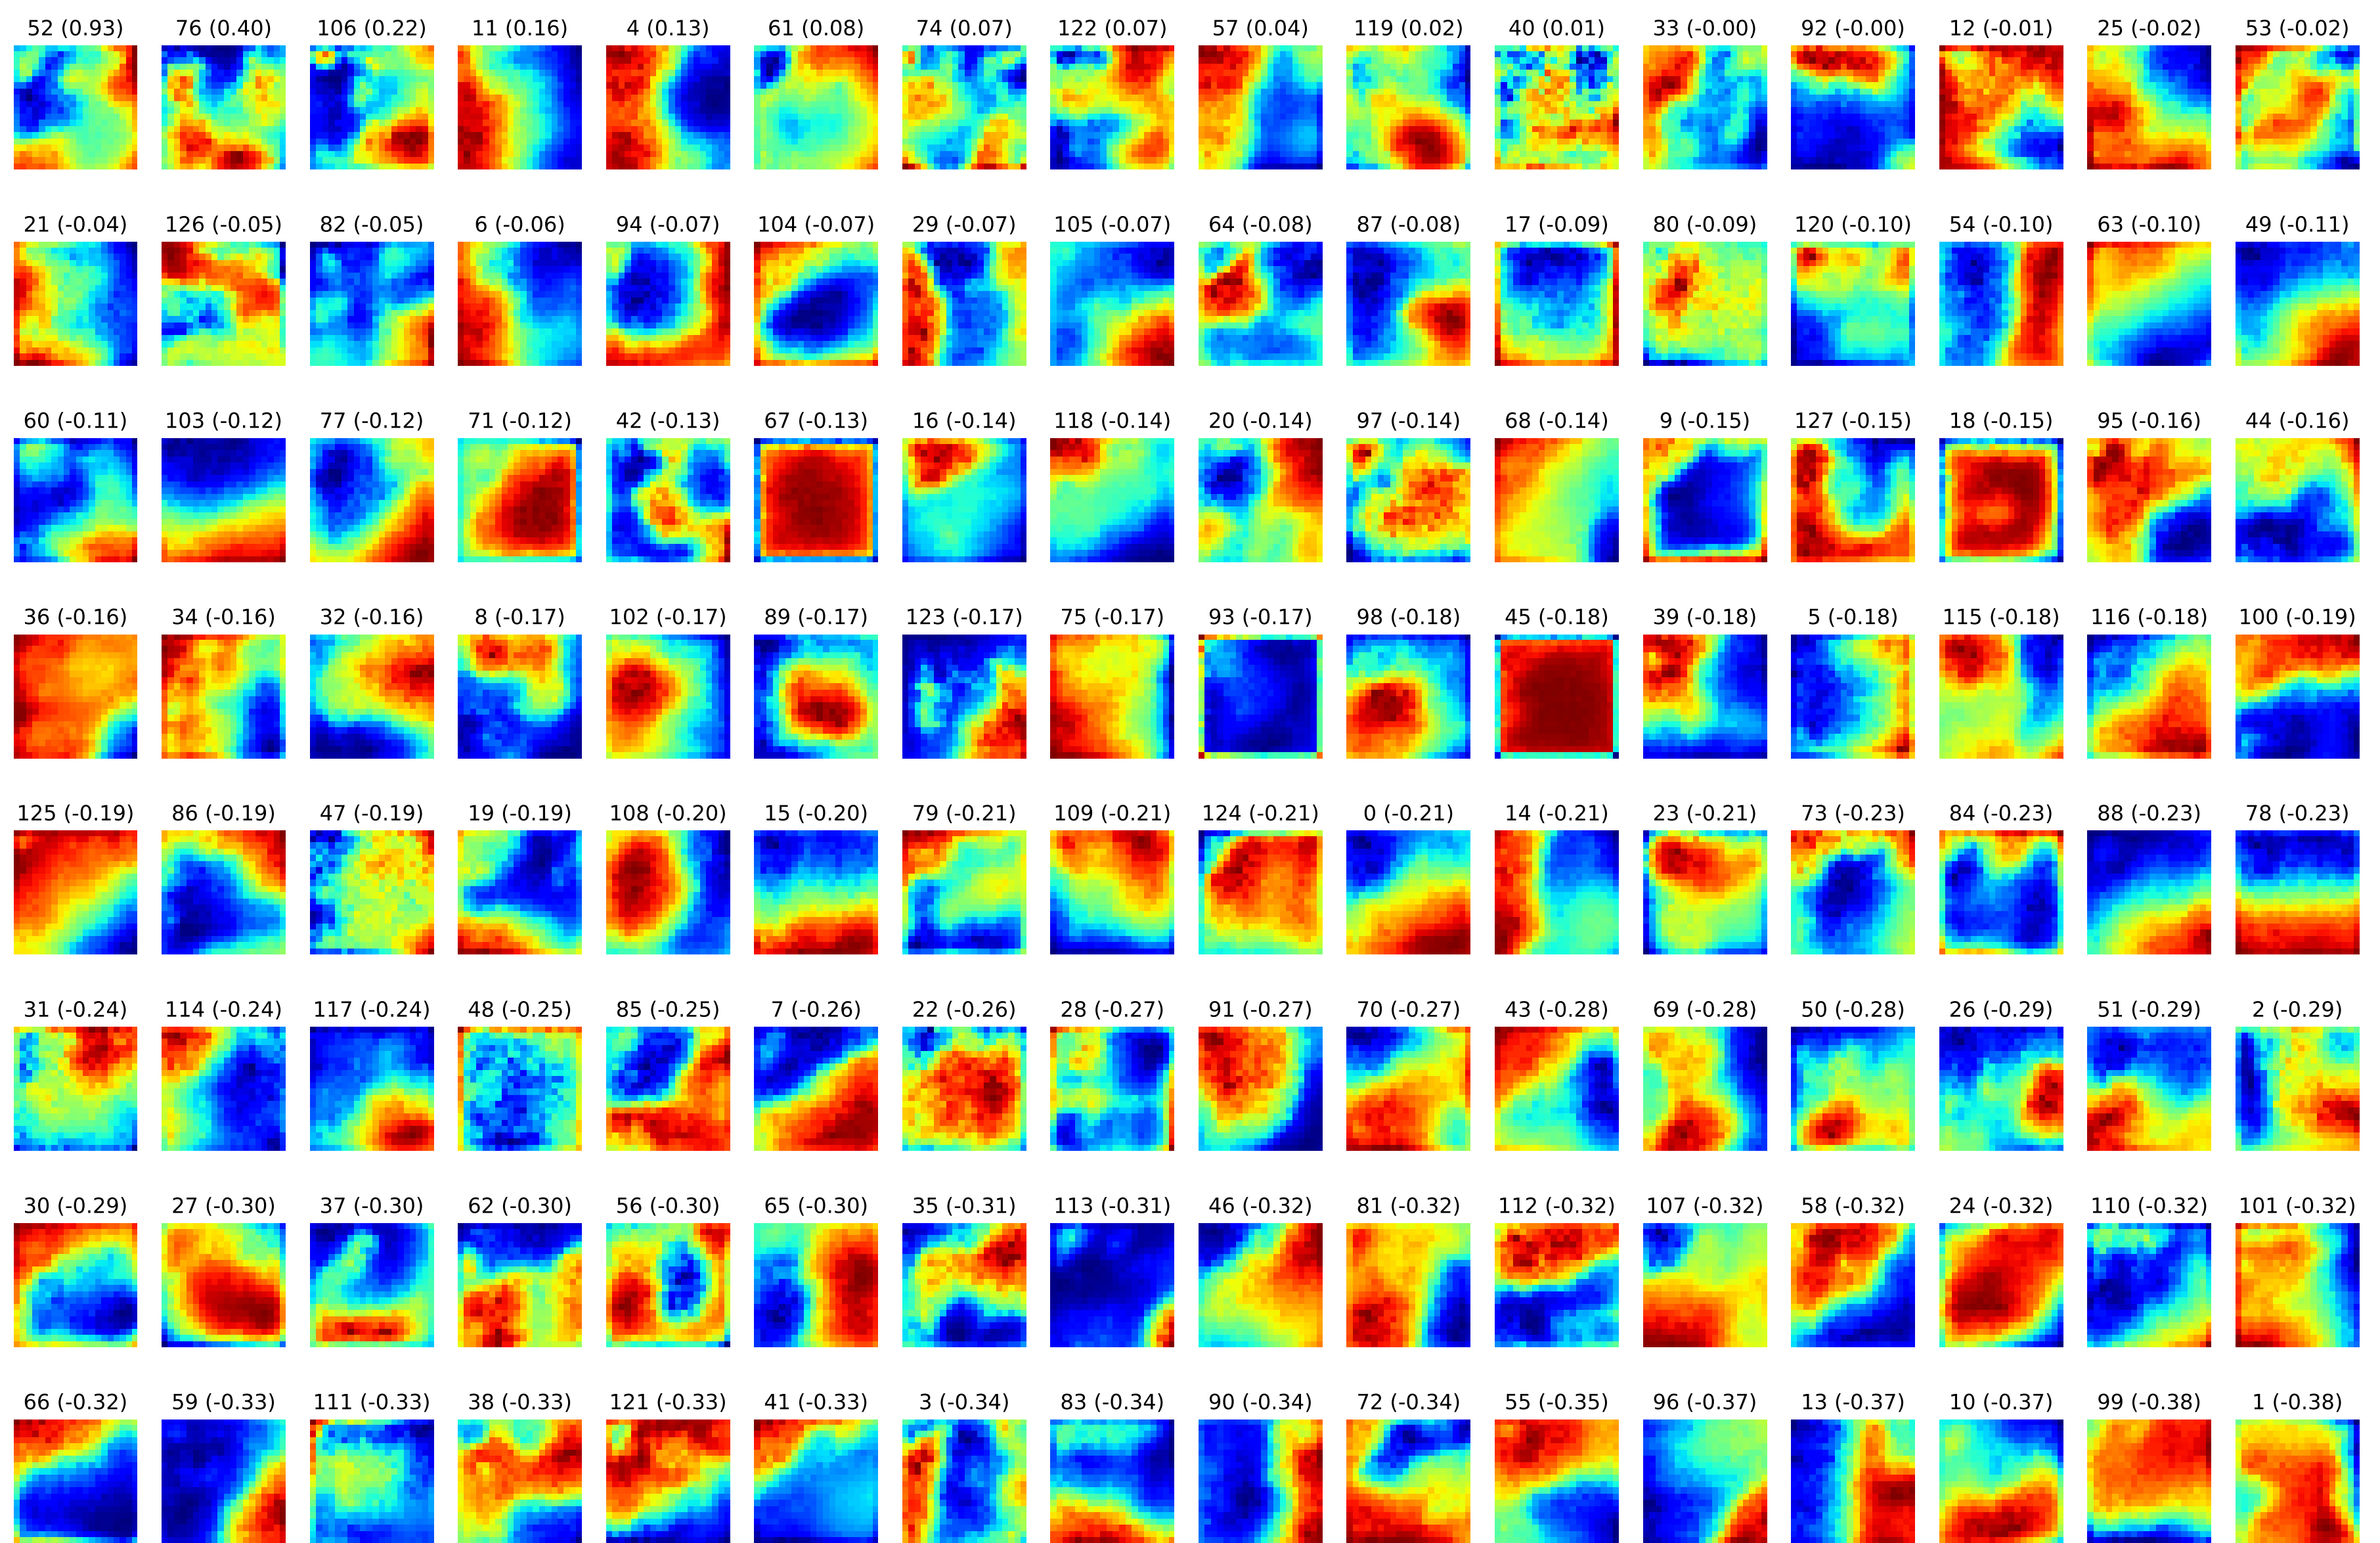 52 (0.93) 76 (0.40) 106 (0.22) 11 (0.16) 4 (0.13) 61 (0.08) 74 (0.07) 122 (0.07) 57 (0.04) 119 (0.02) 40 (0.01) 33 (-0.00) 92 (-0.00) 12 (-0.01) 25 (-0.02) 53 (-0.02)
21 (-0.04) 126 (-0.05) 82 (-0.05) 6 (-0.06) 94 (-0.07) 104 (-0.07) 29 (-0.07) 105 (-0.07) 64 (-0.08) 87 (-0.08) 17 (-0.09) 80 (-0.09) 120 (-0.10) 54 (-0.10) 63 (-0.10) 49 (-0.11)
60 (-0.11) 103 (-0.12) 77 (-0.12) 71 (-0.12) 42 (-0.13) 67 (-0.13) 16 (-0.14) 118 (-0.14) 20 (-0.14) 97 (-0.14) 68 (-0.14) 9 (-0.15) 127 (-0.15) 18 (-0.15) 95 (-0.16) 44 (-0.16)
36 (-0.16) 34 (-0.16) 32 (-0.16) 8 (-0.17) 102 (-0.17) 89 (-0.17) 123 (-0.17) 75 (-0.17) 93 (-0.17) 98 (-0.18) 45 (-0.18) 39 (-0.18) 5 (-0.18) 115 (-0.18) 116 (-0.18) 100 (-0.19)
125 (-0.19) 86 (-0.19) 47 (-0.19) 19 (-0.19) 108 (-0.20) 15 (-0.20) 79 (-0.21) 109 (-0.21) 124 (-0.21) 0 (-0.21) 14 (-0.21) 23 (-0.21) 73 (-0.23) 84 (-0.23) 88 (-0.23) 78 (-0.23)
31 (-0.24) 114 (-0.24) 117 (-0.24) 48 (-0.25) 85 (-0.25) 7 (-0.26) 22 (-0.26) 28 (-0.27) 91 (-0.27) 70 (-0.27) 43 (-0.28) 69 (-0.28) 50 (-0.28) 26 (-0.29) 51 (-0.29) 2 (-0.29)
30 (-0.29) 27 (-0.30) 37 (-0.30) 62 (-0.30) 56 (-0.30) 65 (-0.30) 35 (-0.31) 113 (-0.31) 46 (-0.32) 81 (-0.32) 112 (-0.32) 107 (-0.32) 58 (-0.32) 24 (-0.32) 110 (-0.32) 101 (-0.32)
66 (-0.32) 59 (-0.33) 111 (-0.33) 38 (-0.33) 121 (-0.33) 41 (-0.33) 3 (-0.34) 83 (-0.34) 90 (-0.34) 72 (-0.34) 55 (-0.35) 96 (-0.37) 13 (-0.37) 10 (-0.37) 99 (-0.38) 1 (-0.38)